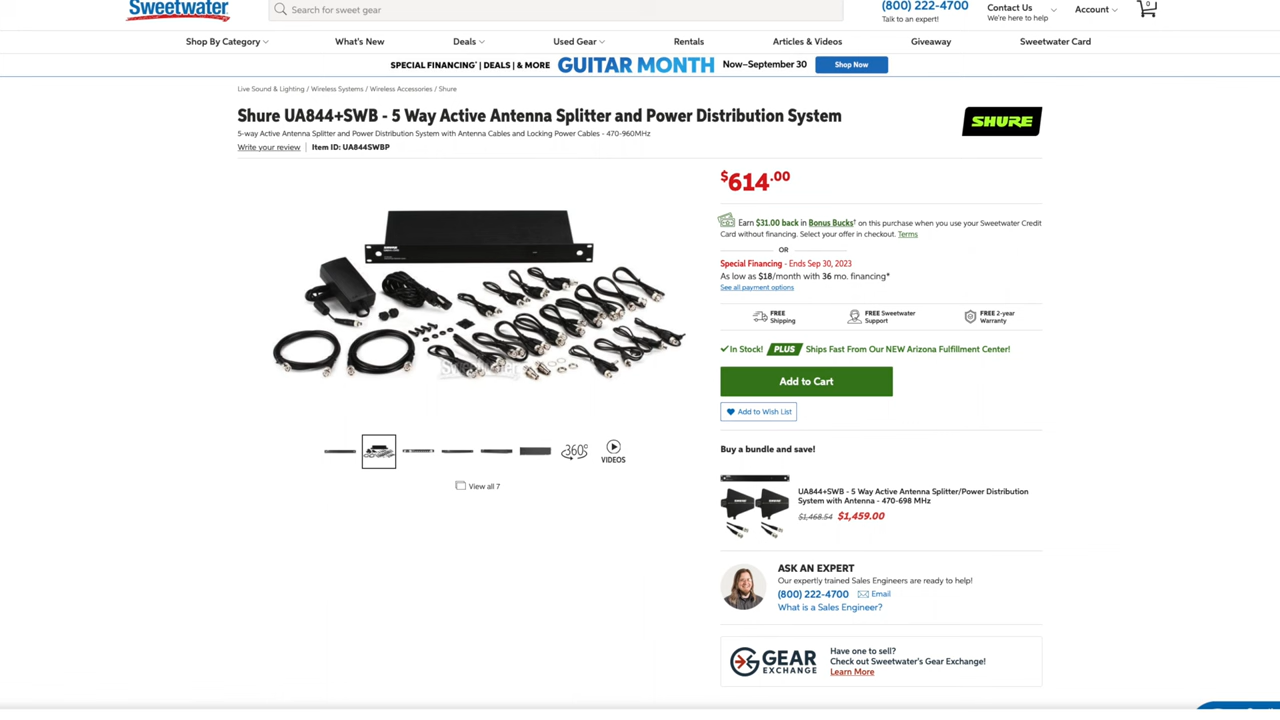 Sweetwater
Search for sweet gear
(800) 222-4700
Talk to an expert!
Contact Us
We're here to help
Account
0
Shop By Category
What's New
Deals
Used Gear
Rentals
Articles & Videos
Giveaway
Sweetwater Card
SPECIAL FINANCING* | DEALS | & MORE GUITAR MONTH Now–September 30 Shop Now
Live Sound & Lighting / Wireless Systems / Wireless Accessories / Shure
Shure UA844+SWB - 5 Way Active Antenna Splitter and Power Distribution System
5-way Active Antenna Splitter and Power Distribution System with Antenna Cables and Locking Power Cables - 470-960MHz
Write your review | Item ID: UA844SWBP
SHURE
$614.00
Earn $31.00 back in Bonus Bucks† on this purchase when you use your Sweetwater Credit
Card without financing. Select your offer in checkout. Terms
OR
Special Financing - Ends Sep 30, 2023
As low as $18/month with 36 mo. financing*
See all payment options
FREE
Shipping
FREE Sweetwater
Support
FREE 2-year
Warranty
In Stock! PLUS Ships Fast From Our NEW Arizona Fulfillment Center!
Add to Cart
Add to Wish List
Sweetwater
360°
VIDEOS
View all 7
Buy a bundle and save!
UA844+SWB - 5 Way Active Antenna Splitter/Power Distribution
System with Antenna - 470-698 MHz
$1,468.54 $1,459.00
ASK AN EXPERT
Our expertly trained Sales Engineers are ready to help!
(800) 222-4700 Email
What is a Sales Engineer?
GEAR
EXCHANGE
Have one to sell?
Check out Sweetwater's Gear Exchange!
Learn More